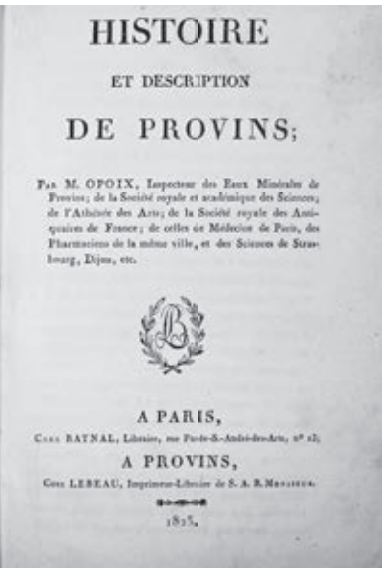 HISTOIRE
ET DESCRIPTION
DE PROVINS;
PAR M. OPOIX, Inspecteur des Eaux Minérales de
Provins; de la Société royale et académique des Sciences;
de l'Athénée des Arts; de la Société royale des Anti-
quaires de France; de celles de Médecine de Paris, des
Pharmaciens de la même ville, et des Sciences de Stras-
bourg, Dijon, etc.
A PARIS,
CHEZ RAYNAL, Libraire, rue Pavée-S.-André-des-Arts, nº 13;
A PROVINS,
CHEZ LEBEAU, Imprimeur-Libraire de S. A. R. MONSIEUR.